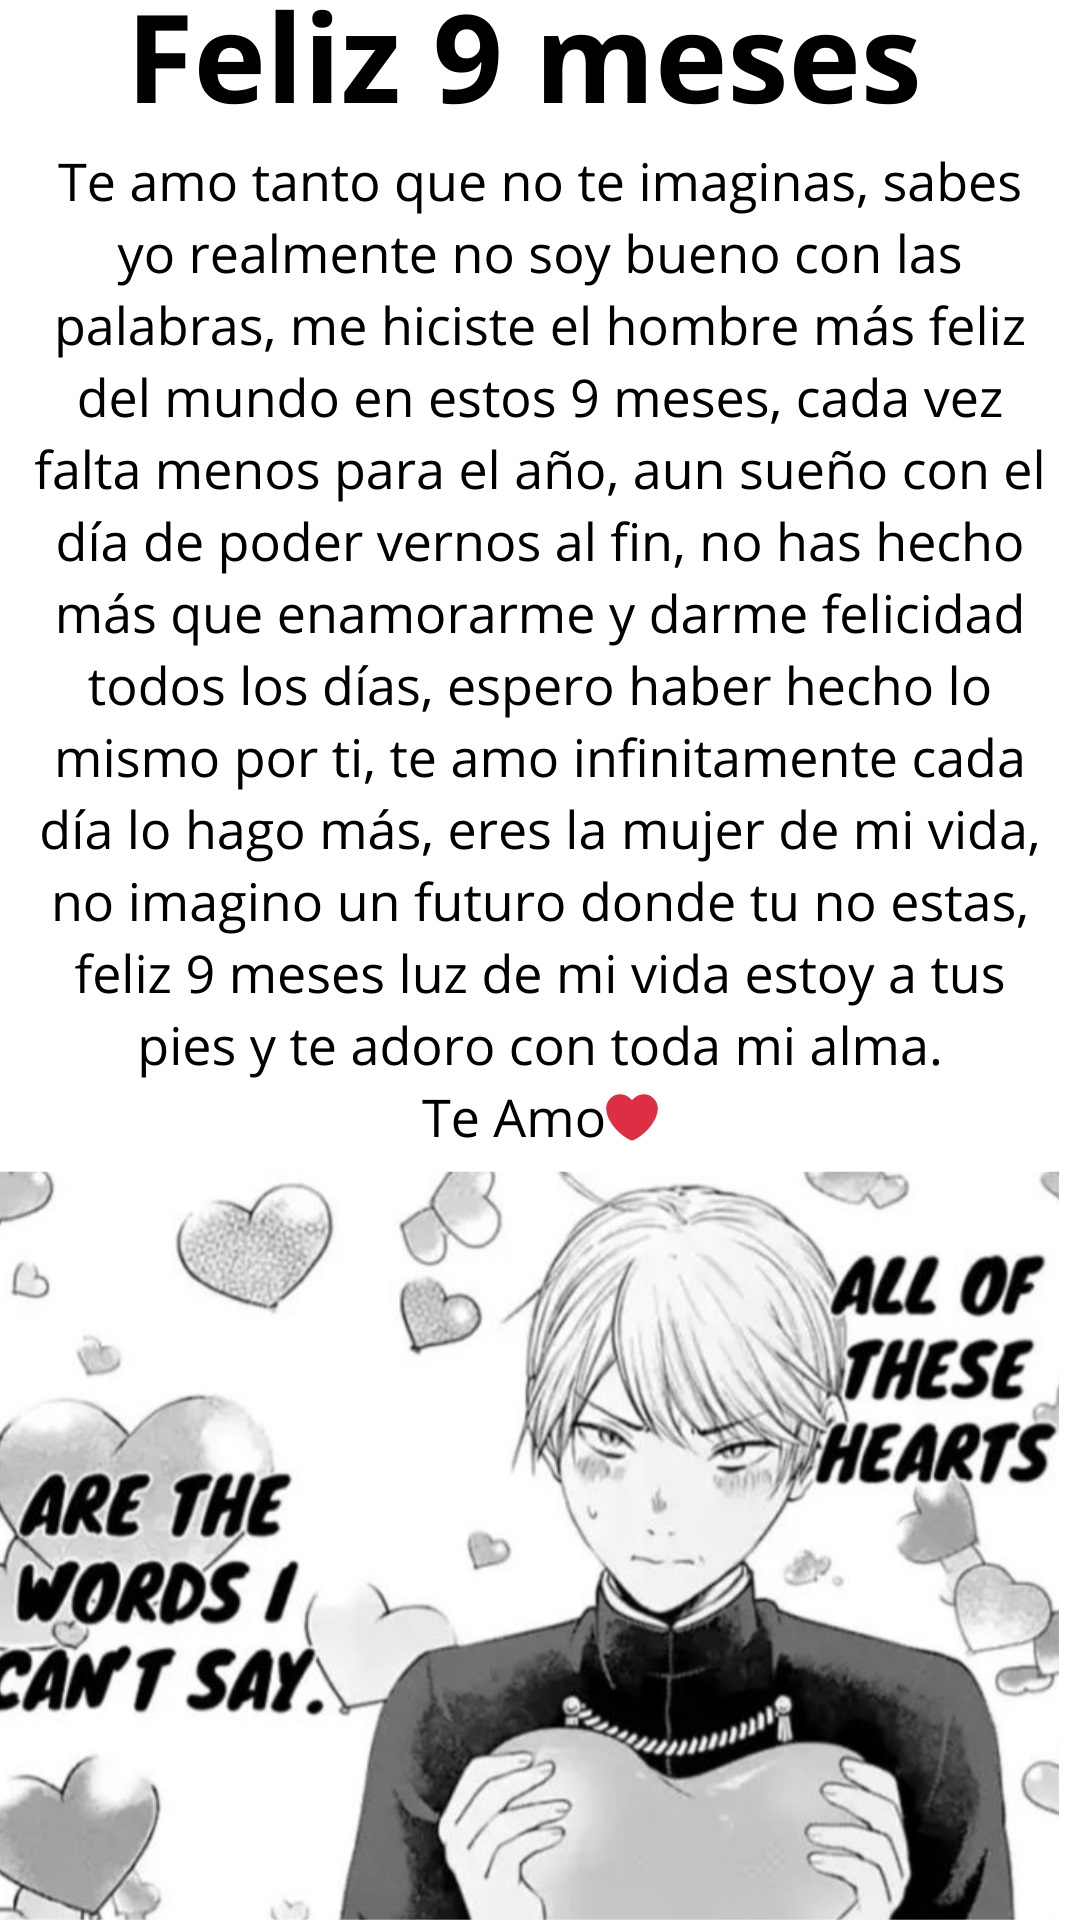 Feliz 9 meses
Te amo tanto que no te imaginas, sabes
yo realmente no soy bueno con las
palabras, me hiciste el hombre más feliz
del mundo en estos 9 meses, cada vez
falta menos para el año, aun sueño con el
día de poder vernos al fin, no has hecho
más que enamorarme y darme felicidad
todos los días, espero haber hecho lo
mismo por ti, te amo infinitamente cada
día lo hago más, eres la mujer de mi vida,
no imagino un futuro donde tu no estas,
feliz 9 meses luz de mi vida estoy a tus
pies y te adoro con toda mi alma.
Te Amo❤️
ALL OF
THESE
HEARTS
ARE THE
WORDS I
CAN'T SAY.